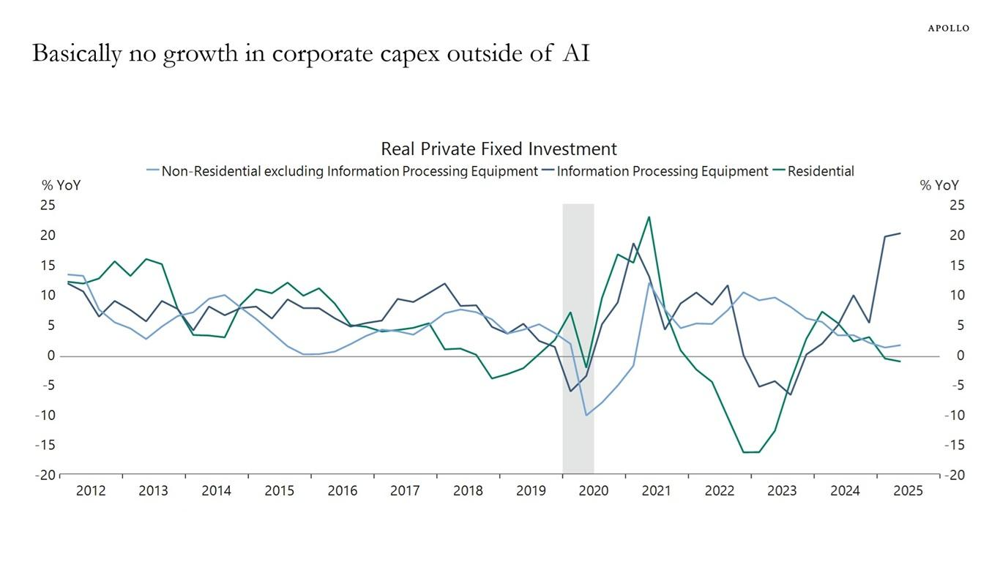 APOLLO
Basically no growth in corporate capex outside of AI
Real Private Fixed Investment
Non-Residential excluding Information Processing Equipment Information Processing Equipment Residential
% YoY % YoY
25 25
20 20
15 15
10 10
5 5
0 0
-5 -5
-10 -10
-15 -15
-20 -20
2012 2013 2014 2015 2016 2017 2018 2019 2020 2021 2022 2023 2024 2025